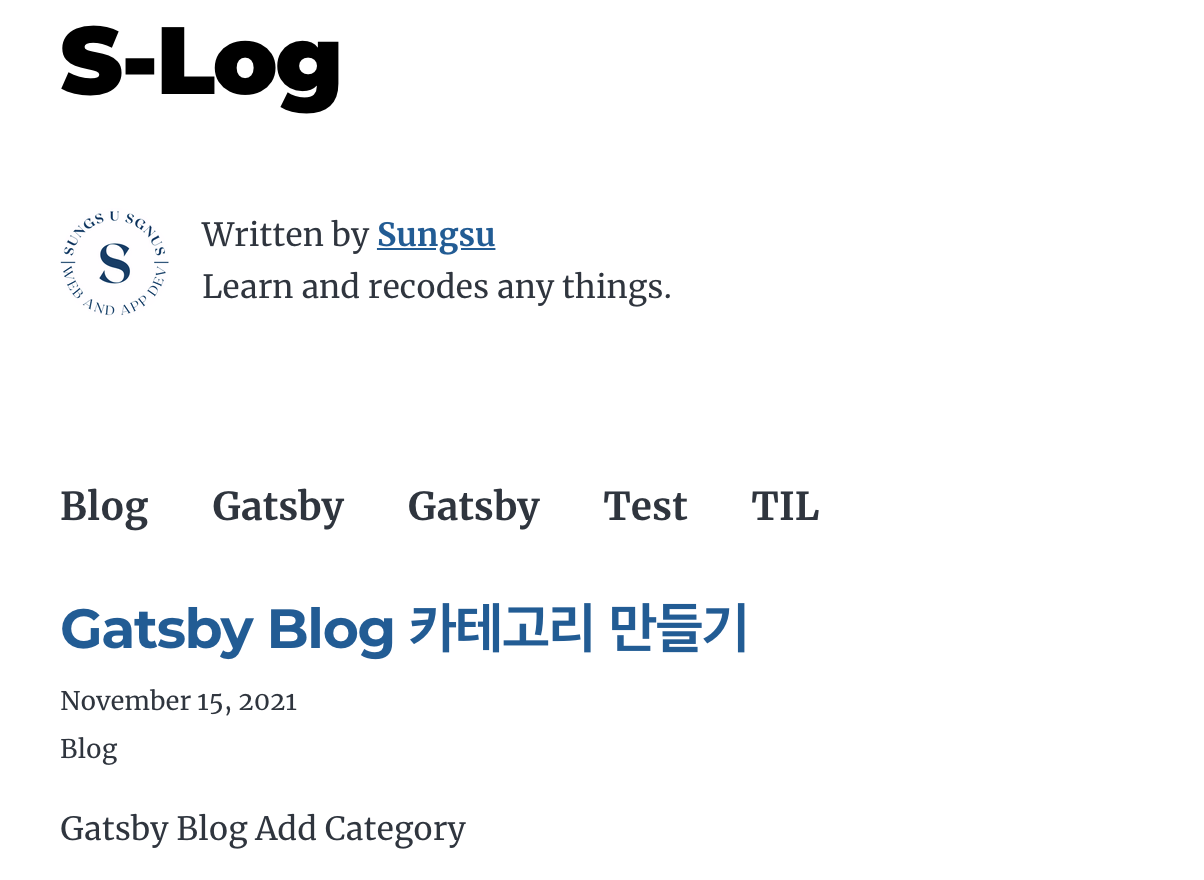 S-Log
SUNGS U SGNUS
S
WEB AND APP DEV
Written by Sungsu
Learn and recodes any things.
Blog Gatsby Gatsby Test TIL
Gatsby Blog 카테고리 만들기
November 15, 2021
Blog
Gatsby Blog Add Category